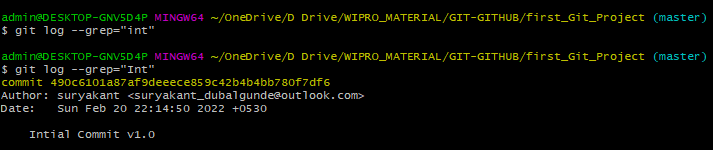 admin@DESKTOP-GNV5D4P MINGW64 ~/OneDrive/D Drive/WIPRO_MATERIAL/GIT-GITHUB/first_Git_Project (master)
$ git log --grep="int"
admin@DESKTOP-GNV5D4P MINGW64 ~/OneDrive/D Drive/WIPRO_MATERIAL/GIT-GITHUB/first_Git_Project (master)
$ git log --grep="Int"
commit 490c6101a87af9deeece859c42b4b4bb780f7df6
Author: suryakant <suryakant_dubalgunde@outlook.com>
Date:   Sun Feb 20 22:14:50 2022 +0530
Intial Commit v1.0